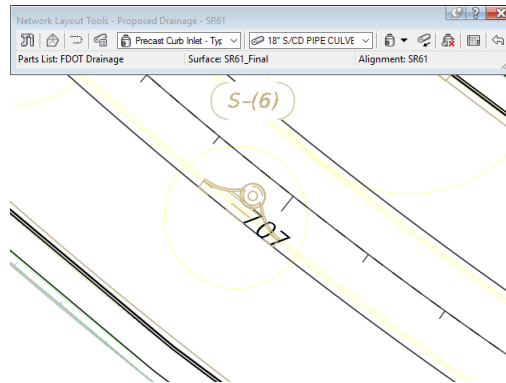 Network Layout Tools - Proposed Drainage - SR61
Precast Curb Inlet - Typ
18" S/CD PIPE CULVE
Parts List: FDOT Drainage Surface: SR61_Final Alignment: SR61
S-(6)
107